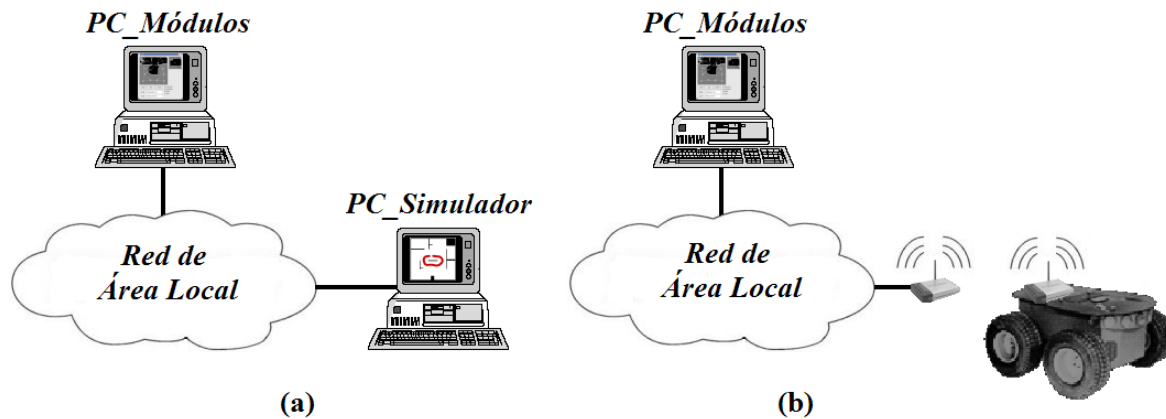 PC_Módulos
PC_Simulador
Red de
Área Local
(a)
PC_Módulos
Red de
Área Local
(b)